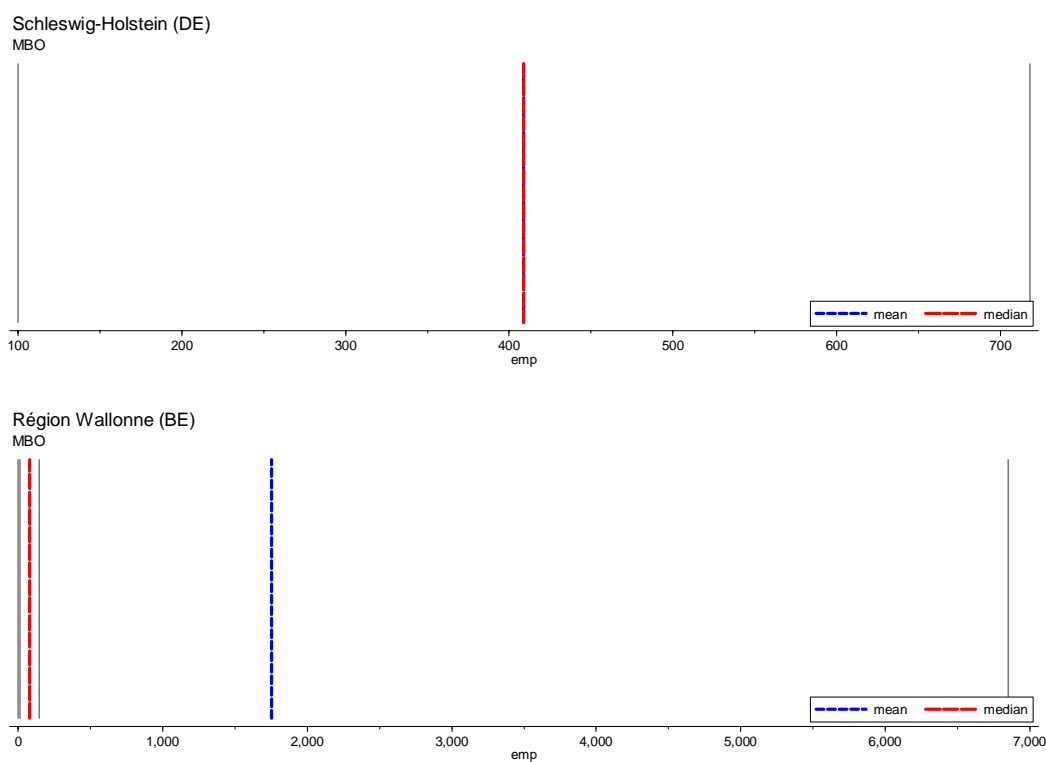 Schleswig-Holstein (DE)
MBO
mean median
100 200 300 400 500 600 700
emp
Région Wallonne (BE)
MBO
mean median
0 1,000 2,000 3,000 4,000 5,000 6,000 7,000
emp